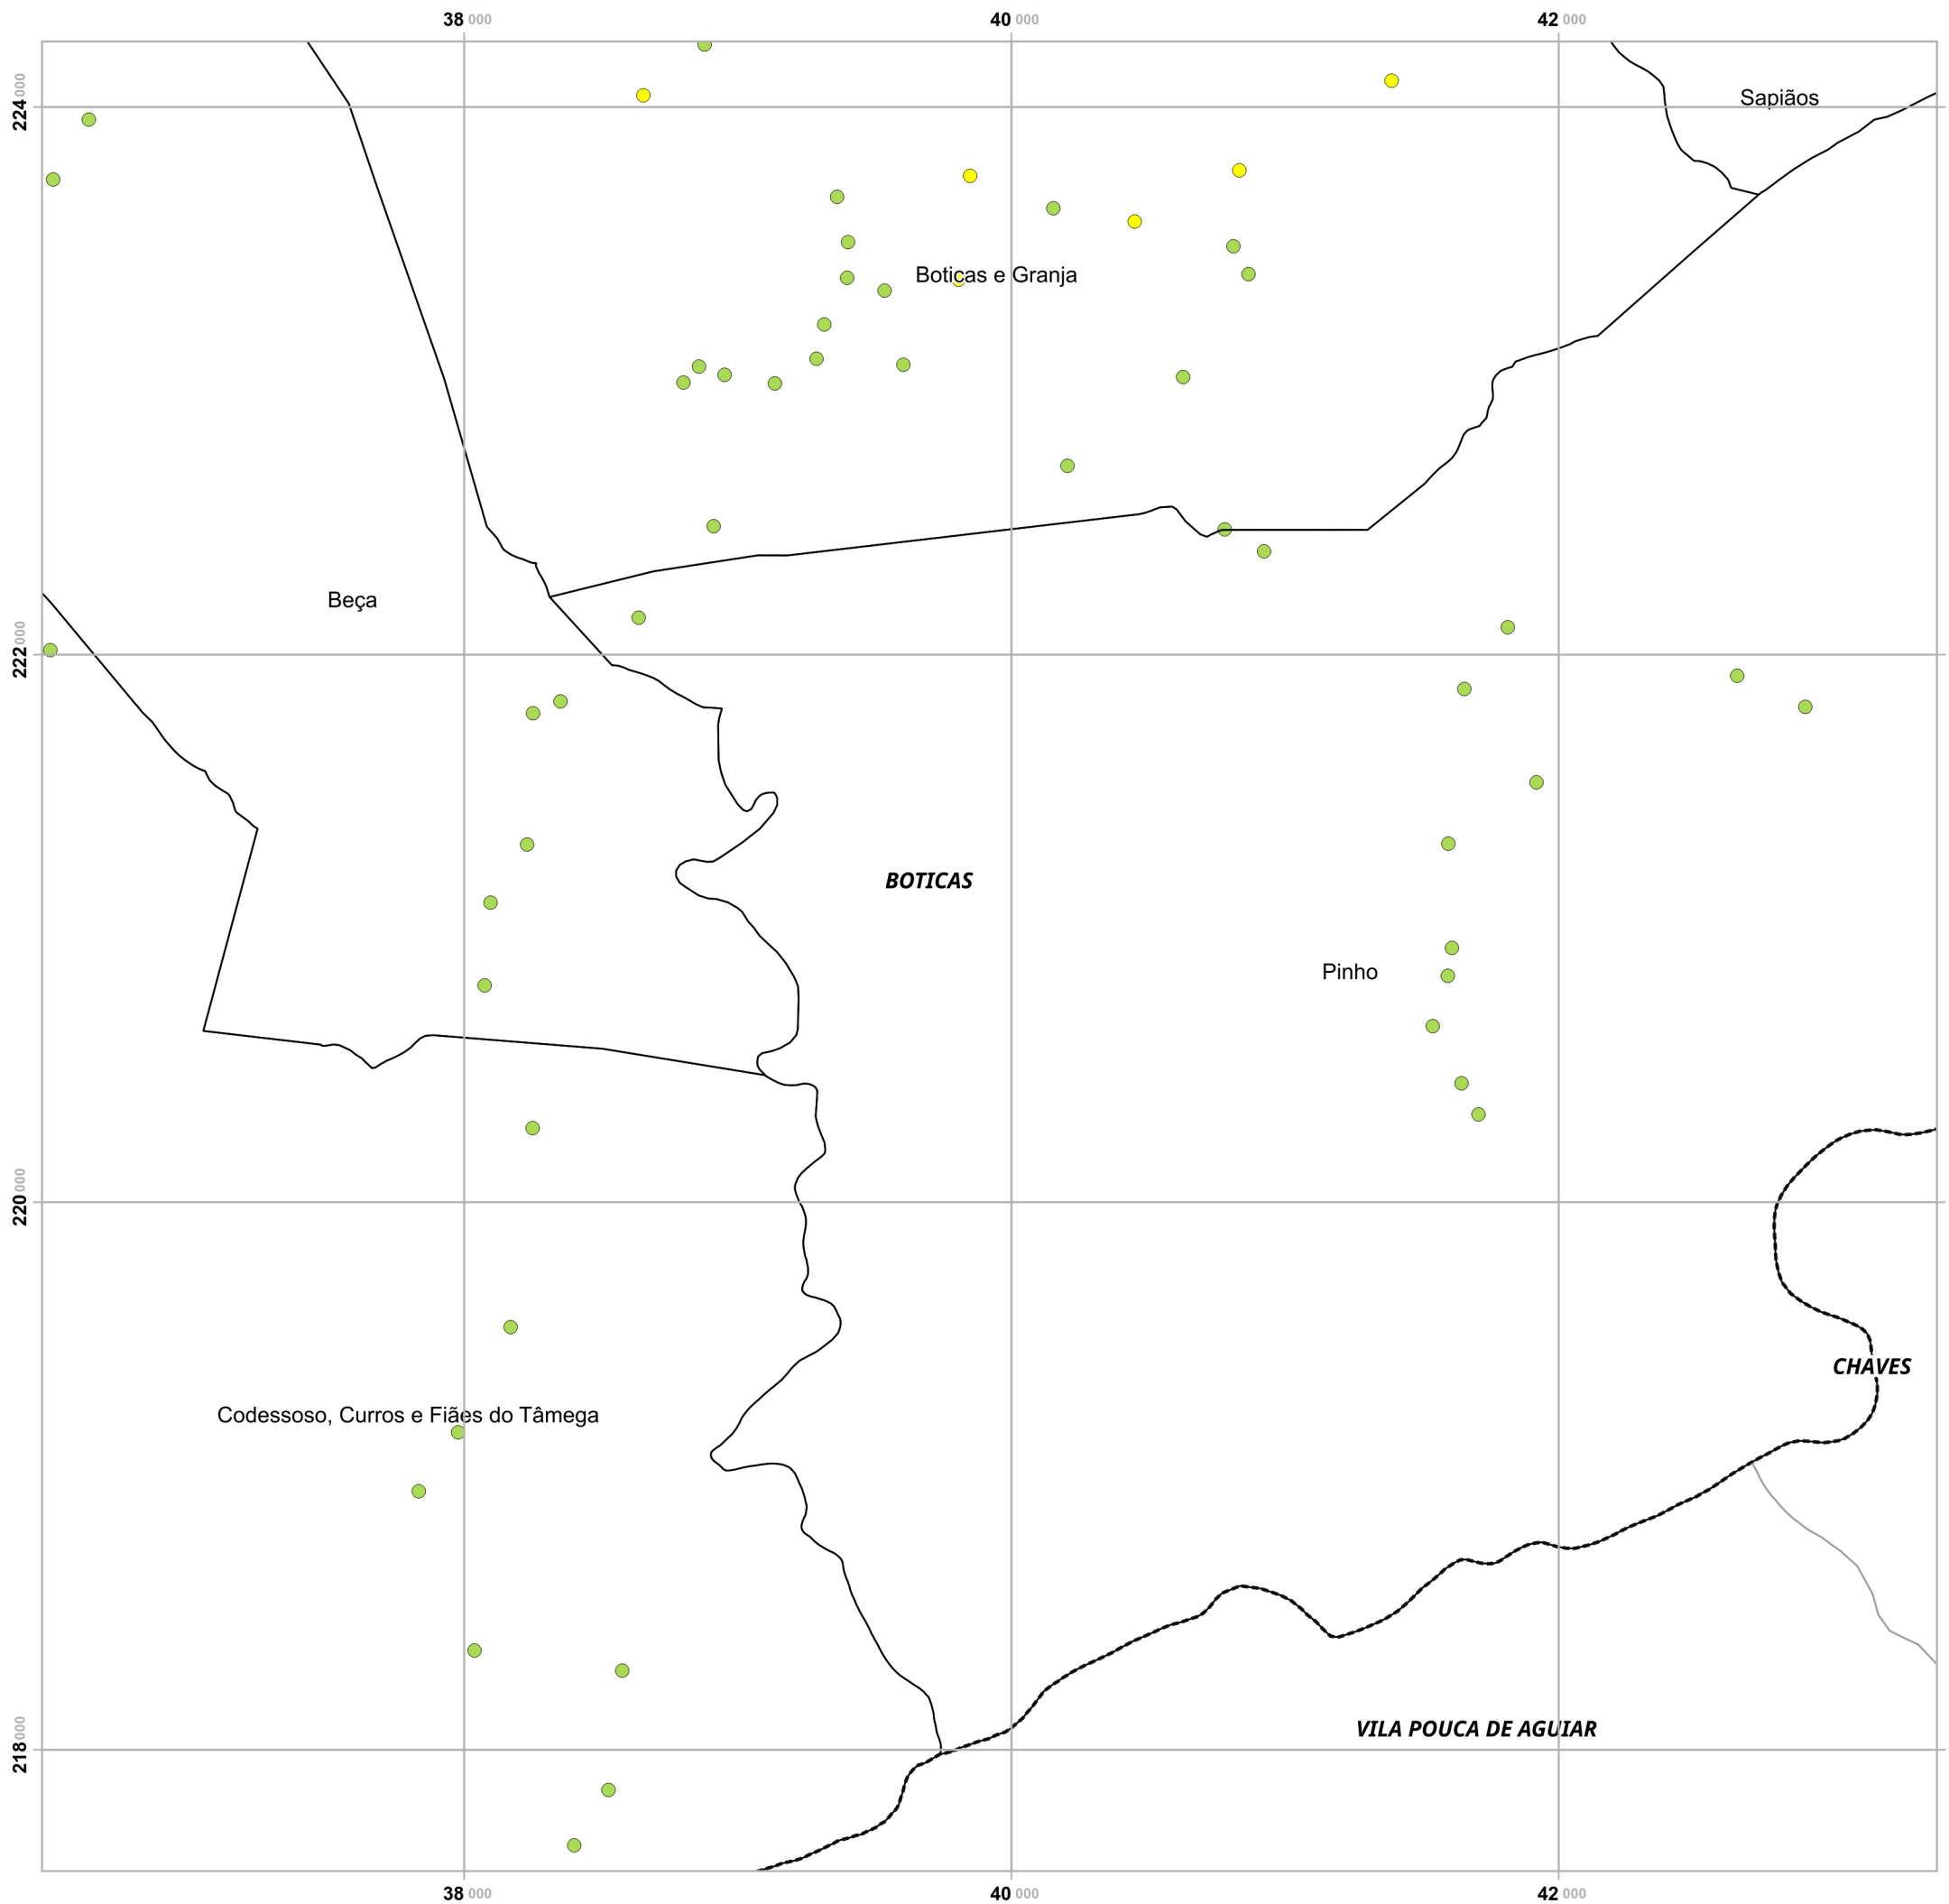 38 000 40 000 42 000
224 000
Sapiãos
Boticas e Granja
Beça
222 000
BOTICAS
Pinho
220 000
CHAVES
Codessoso, Curros e Fiães do Tâmega
218 000
VILA POUCA DE AGUIAR
38 000 40 000 42 000